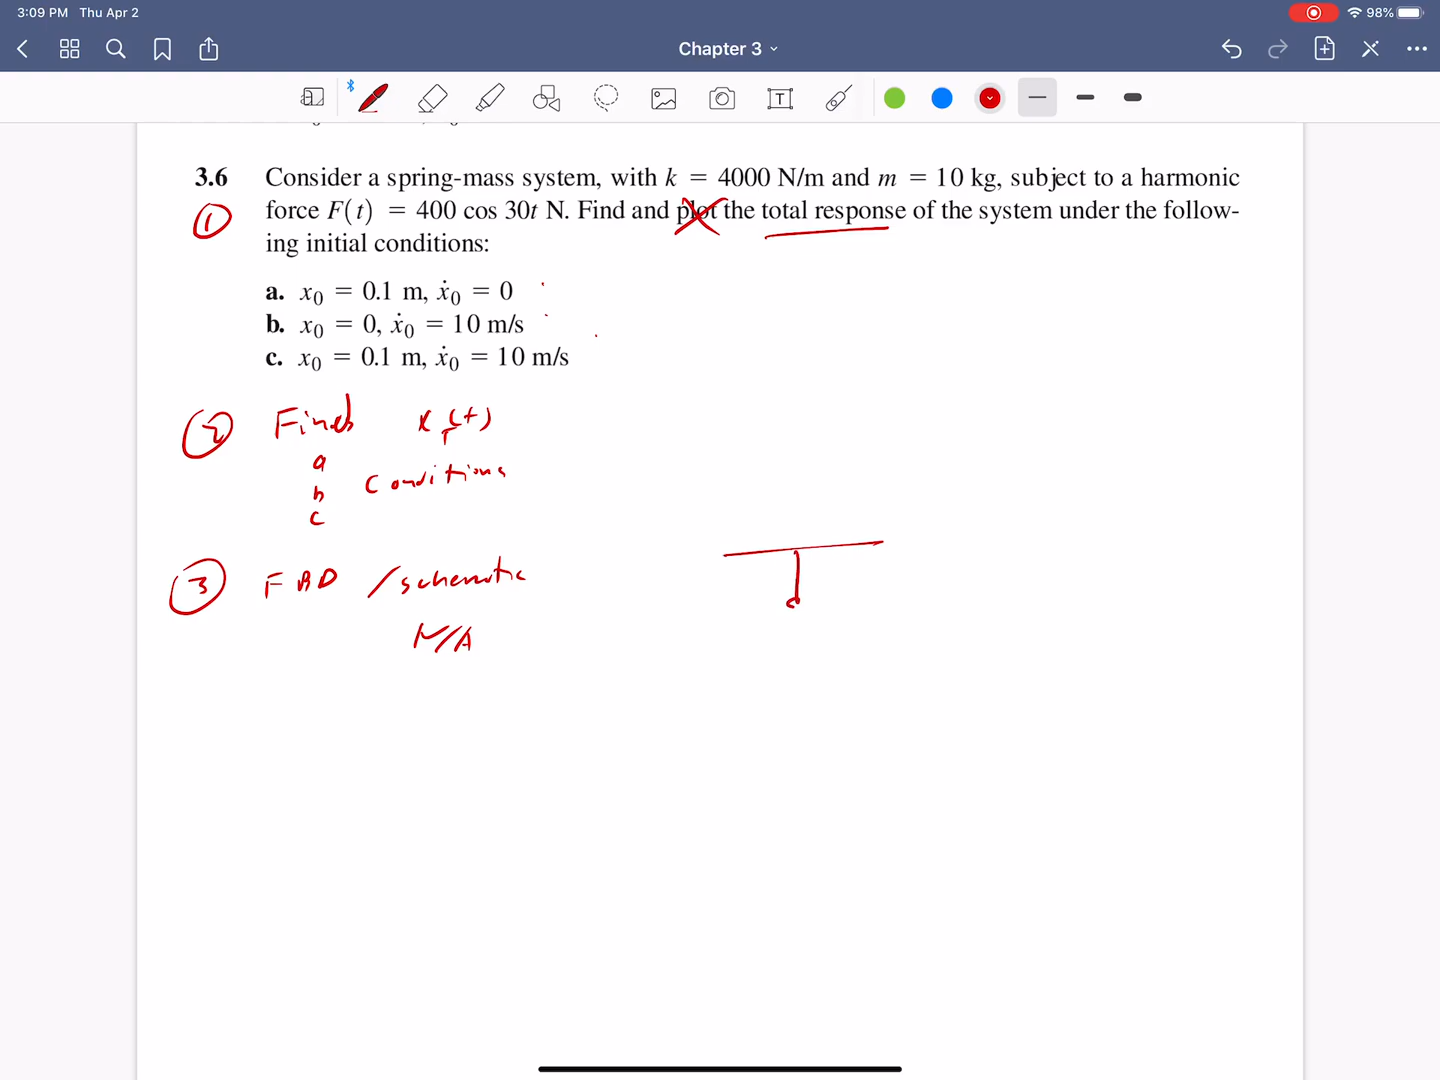 3:09 PM Thu Apr 2
98%
Chapter 3
T
3.6 Consider a spring-mass system, with k = 4000 N/m and m = 10 kg, subject to a harmonic
① force F(t) = 400 cos 30t N. Find and plot the total response of the system under the follow-
ing initial conditions:
a. x₀ = 0.1 m, ẋ₀ = 0
b. x₀ = 0, ẋ₀ = 10 m/s
c. x₀ = 0.1 m, ẋ₀ = 10 m/s
② Find x_T(t)
a
b conditions
c
③ FBD /schematic
N/A